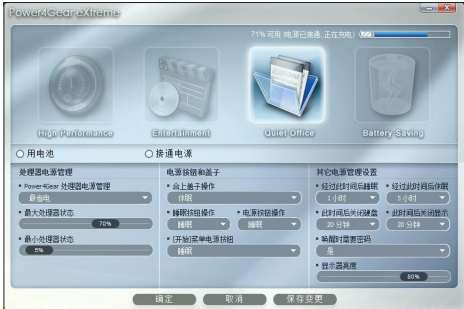 Power4Gear eXtreme
71% 可用 (电源已接通, 正在充电)
High Performance
Entertainment
Quiet Office
Battery Saving
用电池
接通电源
处理器电源管理
Power4Gear 处理器电源管理
最省电
最大处理器状态
70%
最小处理器状态
5%
电源按钮和盖子
合上盖子操作
休眠
睡眠按钮操作
电源按钮操作
睡眠
睡眠
[开始]菜单电源按钮
睡眠
其它电源管理设置
经过此时间后睡眠
经过此时间后休眠
1 小时
5 小时
此时间后关闭硬盘
此时间后关闭显示
20 分钟
20 分钟
唤醒时需要密码
是
显示器亮度
80%
确定
取消
保存变更